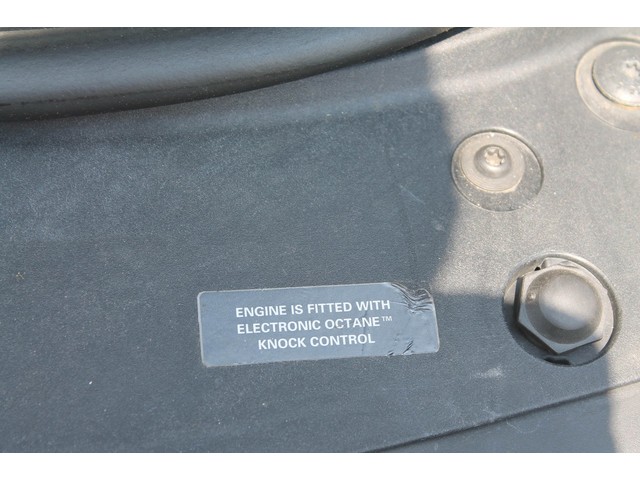 ENGINE IS FITTED WITH
ELECTRONIC OCTANE™
KNOCK CONTROL